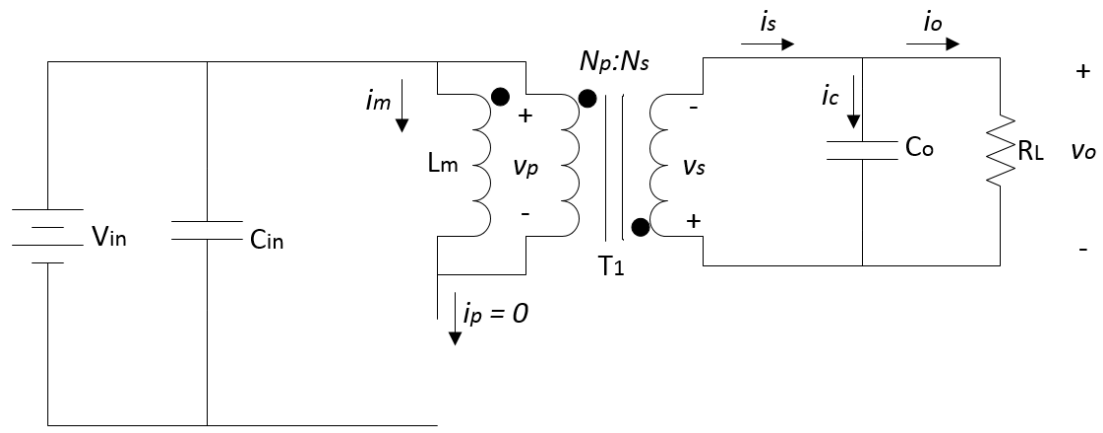 is
io
Np:Ns
+
im
+
-
ic
Lm
vp
vs
Co
RL
vo
Vin
Cin
-
+
T1
-
ip = 0